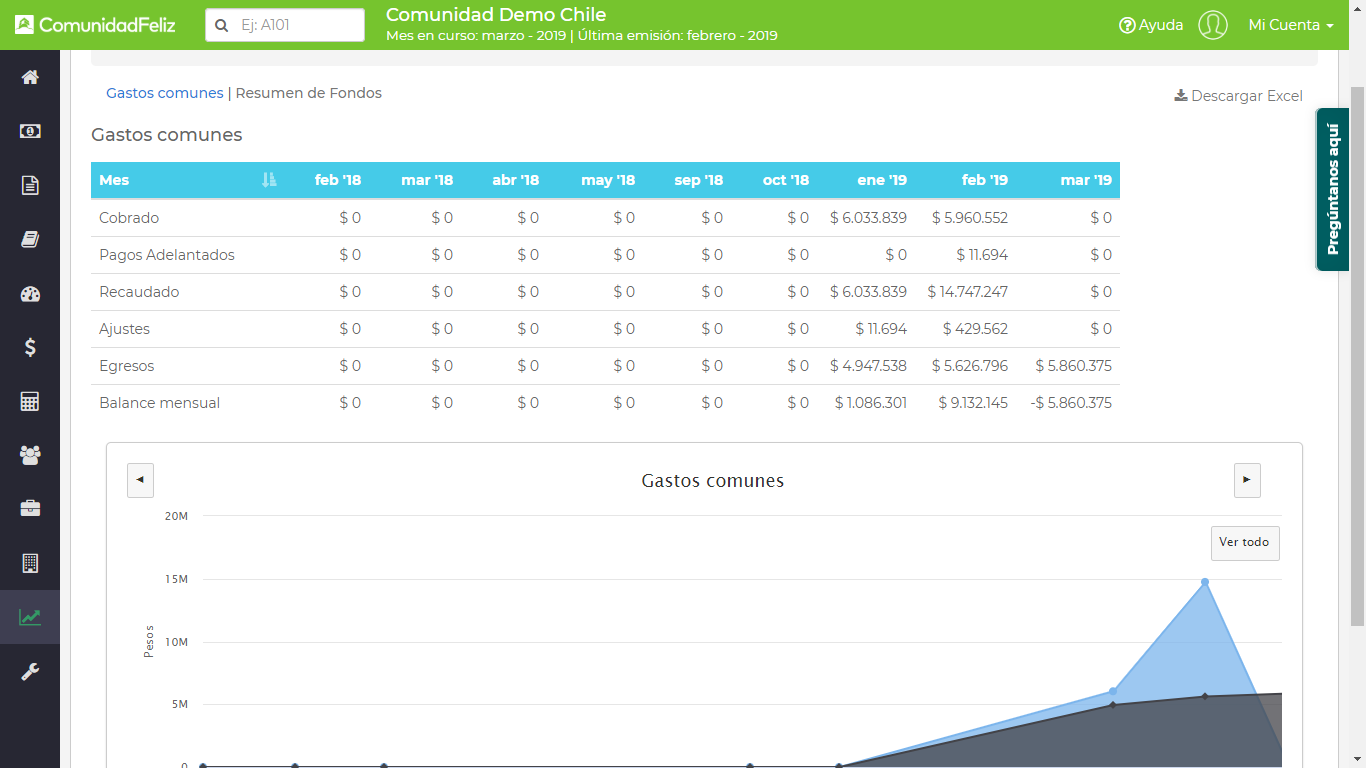 ComunidadFeliz
Ej: A101
Comunidad Demo Chile
Mes en curso: marzo - 2019 | Última emisión: febrero - 2019
Ayuda
Mi Cuenta
Gastos comunes | Resumen de Fondos
Descargar Excel
Pregúntanos aquí
Gastos comunes
Mes feb '18 mar '18 abr '18 may '18 sep '18 oct '18 ene '19 feb '19 mar '19
Cobrado $ 0 $ 0 $ 0 $ 0 $ 0 $ 0 $ 6.033.839 $ 5.960.552 $ 0
Pagos Adelantados $ 0 $ 0 $ 0 $ 0 $ 0 $ 0 $ 0 $ 11.694 $ 0
Recaudado $ 0 $ 0 $ 0 $ 0 $ 0 $ 0 $ 6.033.839 $ 14.747.247 $ 0
Ajustes $ 0 $ 0 $ 0 $ 0 $ 0 $ 0 $ 11.694 $ 429.562 $ 0
Egresos $ 0 $ 0 $ 0 $ 0 $ 0 $ 0 $ 4.947.538 $ 5.626.796 $ 5.860.375
Balance mensual $ 0 $ 0 $ 0 $ 0 $ 0 $ 0 $ 1.086.301 $ 9.132.145 -$ 5.860.375
Gastos comunes
Ver todo
Pesos
20M
15M
10M
5M
0